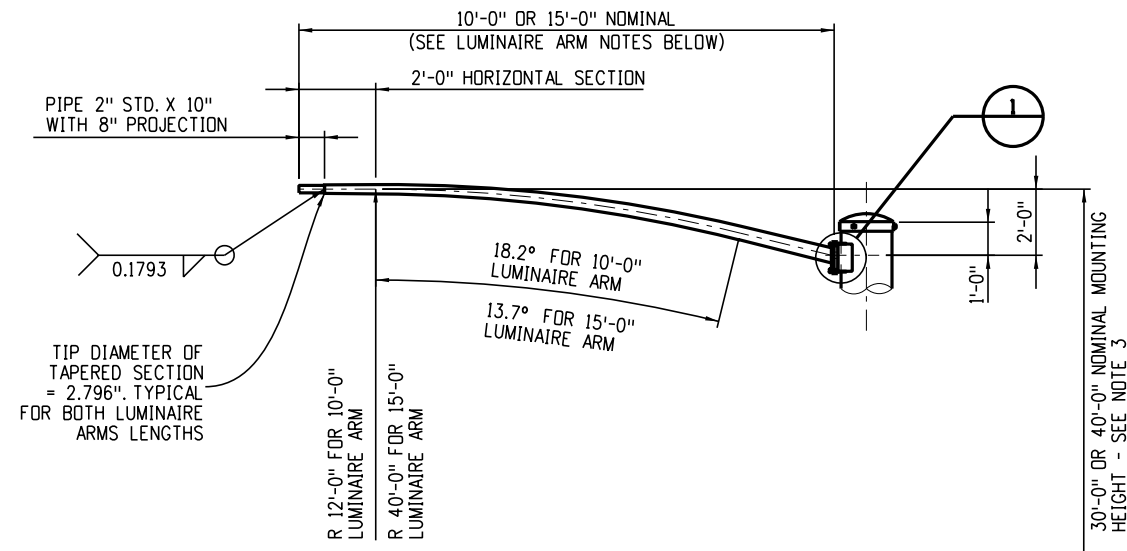 10'-0" OR 15'-0" NOMINAL
(SEE LUMINAIRE ARM NOTES BELOW)
2'-0" HORIZONTAL SECTION
PIPE 2" STD. X 10"
WITH 8" PROJECTION
1
2'-0"
1'-0"
0.1793
18.2° FOR 10'-0"
LUMINAIRE ARM
13.7° FOR 15'-0"
LUMINAIRE ARM
TIP DIAMETER OF
TAPERED SECTION
= 2.796". TYPICAL
FOR BOTH LUMINAIRE
ARMS LENGTHS
R 12'-0" FOR 10'-0"
LUMINAIRE ARM
R 40'-0" FOR 15'-0"
LUMINAIRE ARM
30'-0" OR 40'-0" NOMINAL MOUNTING
HEIGHT - SEE NOTE 3